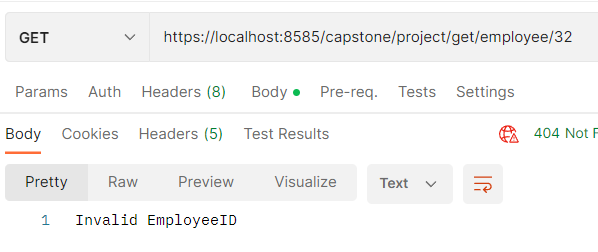 GET https://localhost:8585/capstone/project/get/employee/32
Params Auth Headers (8) Body Pre-req. Tests Settings
Body Cookies Headers (5) Test Results 404 Not F
Pretty Raw Preview Visualize Text
1 Invalid EmployeeID